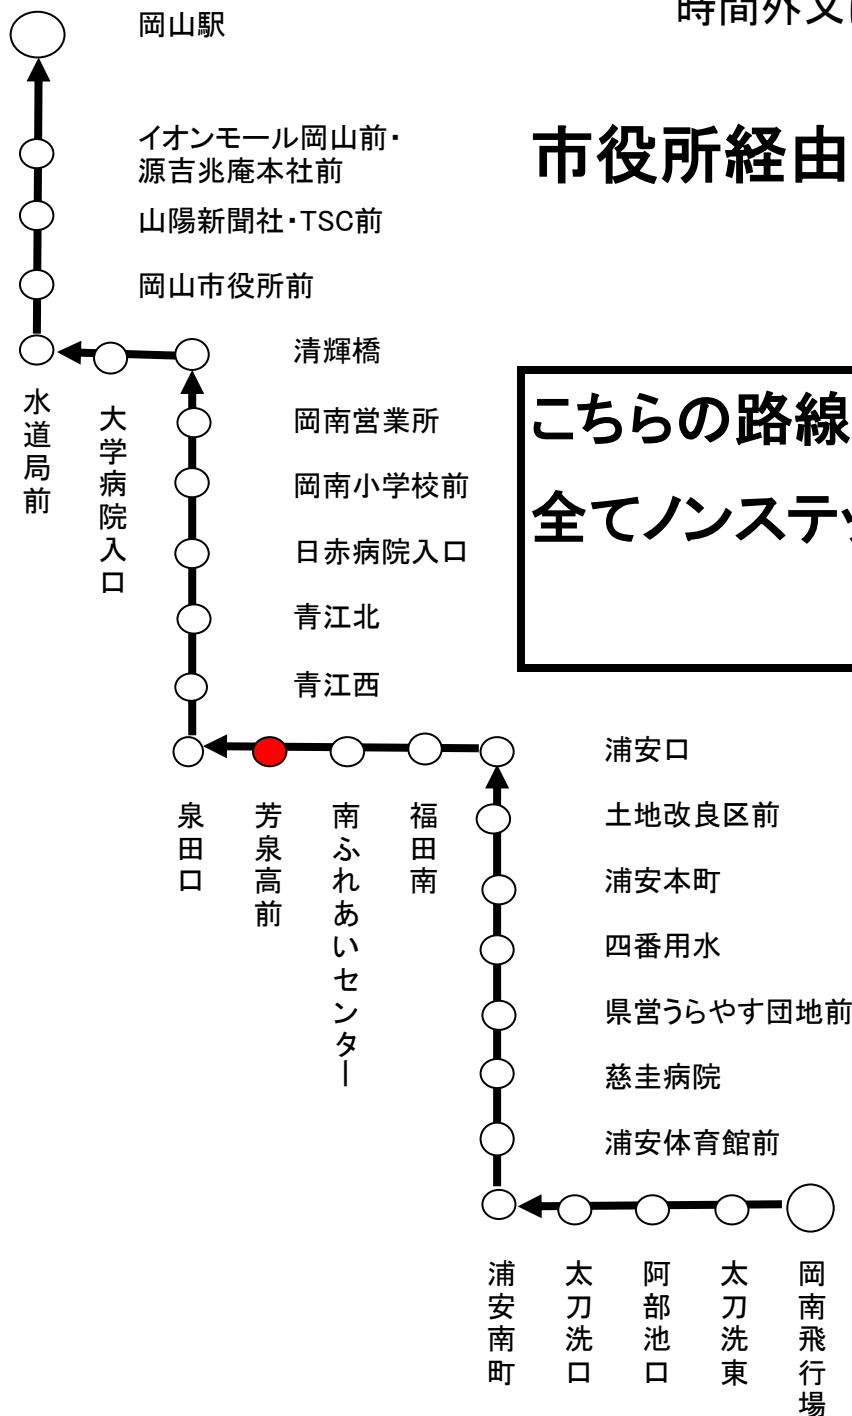 時間外又は
岡山駅
イオンモール岡山前・
源吉兆庵本社前
市役所経由
山陽新聞社・TSC前
岡山市役所前
清輝橋
水道局前
大学病院入口
岡南営業所
岡南小学校前
日赤病院入口
青江北
青江西
こちらの路線
全てノンステッ
浦安口
泉田口
芳泉高前
南ふれあいセンター
福田南
土地改良区前
浦安本町
四番用水
県営うらやす団地前
慈圭病院
浦安体育館前
浦安南町
太刀洗口
阿部池口
太刀洗東
岡南飛行場